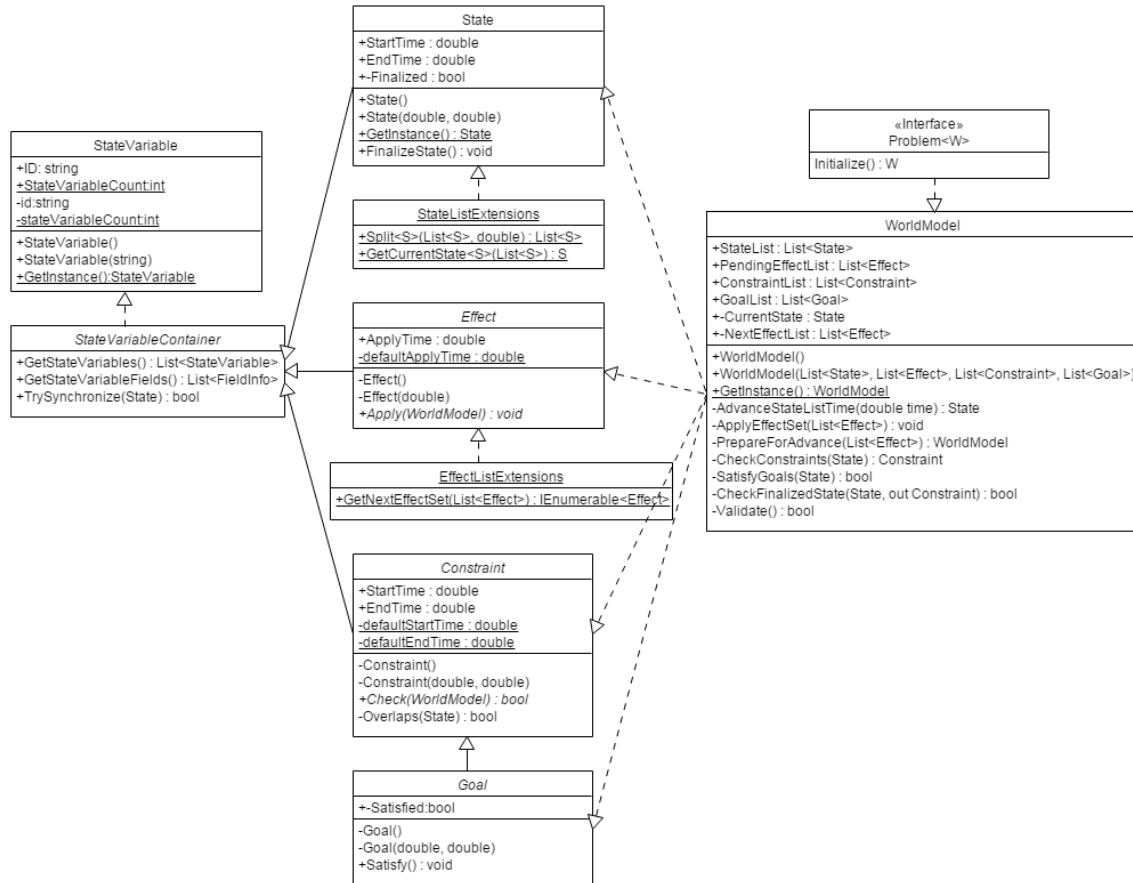 State
+StartTime : double
+EndTime : double
+-Finalized : bool
+State()
+State(double, double)
+GetInstance() : State
+FinalizeState() : void
StateVariable
+ID: string
+StateVariableCount:int
-id:string
-stateVariableCount:int
+StateVariable()
+StateVariable(string)
+GetInstance():StateVariable
StateListExtensions
+Split<S>(List<S>, double) : List<S>
+GetCurrentState<S>(List<S>) : S
«Interface»
Problem<W>
Initialize() : W
StateVariableContainer
+GetStateVariables() : List<StateVariable>
+GetStateVariableFields() : List<FieldInfo>
+TrySynchronize(State) : bool
Effect
+ApplyTime : double
-defaultApplyTime : double
-Effect()
-Effect(double)
+Apply(WorldModel) : void
EffectListExtensions
+GetNextEffectSet(List<Effect>) : IEnumerable<Effect>
WorldModel
+StateList : List<State>
+PendingEffectList : List<Effect>
+ConstraintList : List<Constraint>
+GoalList : List<Goal>
+-CurrentState : State
+-NextEffectList : List<Effect>
+WorldModel()
+WorldModel(List<State>, List<Effect>, List<Constraint>, List<Goal>)
+GetInstance() : WorldModel
-AdvanceStateListTime(double time) : State
-ApplyEffectSet(List<Effect>) : void
-PrepareForAdvance(List<Effect>) : WorldModel
-CheckConstraints(State) : Constraint
-SatisfyGoals(State) : bool
-CheckFinalizedState(State, out Constraint) : bool
-Validate() : bool
Constraint
+StartTime : double
+EndTime : double
-defaultStartTime : double
-defaultEndTime : double
-Constraint()
-Constraint(double, double)
+Check(WorldModel) : bool
-Overlaps(State) : bool
Goal
+-Satisfied:bool
-Goal()
-Goal(double, double)
+Satisfy() : void